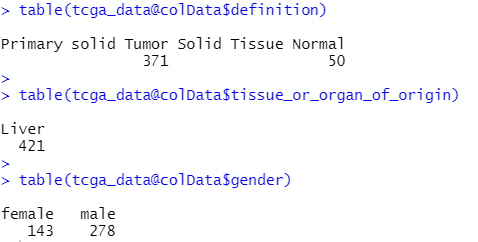 > table(tcga_data@colData$definition)
Primary solid Tumor Solid Tissue Normal
371 50
>
> table(tcga_data@colData$tissue_or_organ_of_origin)
Liver
421
>
> table(tcga_data@colData$gender)
female male
143 278